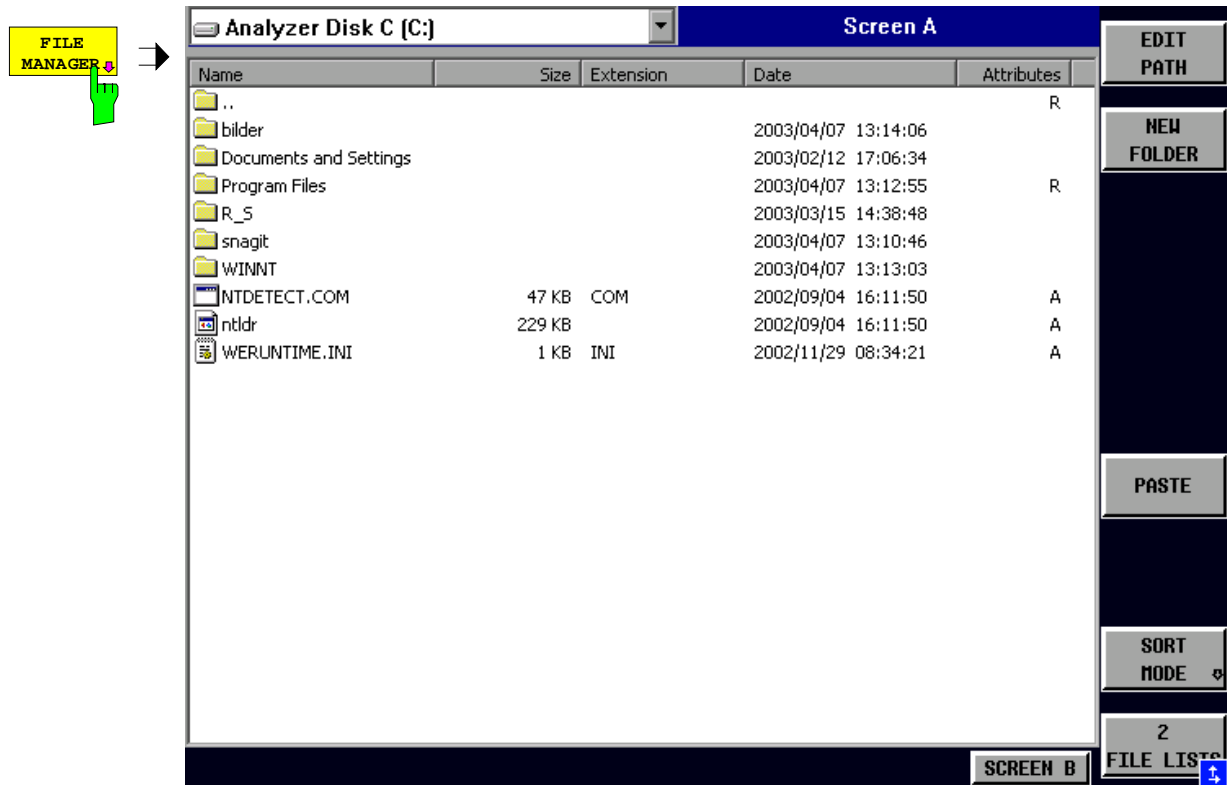 FILE
MANAGER
Analyzer Disk C (C:)
Screen A
Name Size Extension Date Attributes
.. R
bilder 2003/04/07 13:14:06
Documents and Settings 2003/02/12 17:06:34
Program Files 2003/04/07 13:12:55 R
R_S 2003/03/15 14:38:48
snagit 2003/04/07 13:10:46
WINNT 2003/04/07 13:13:03
NTDETECT.COM 47 KB COM 2002/09/04 16:11:50 A
ntldr 229 KB 2002/09/04 16:11:50 A
WERUNTIME.INI 1 KB INI 2002/11/29 08:34:21 A
EDIT
PATH
NEW
FOLDER
PASTE
SORT
MODE
2
FILE LISTS
SCREEN B